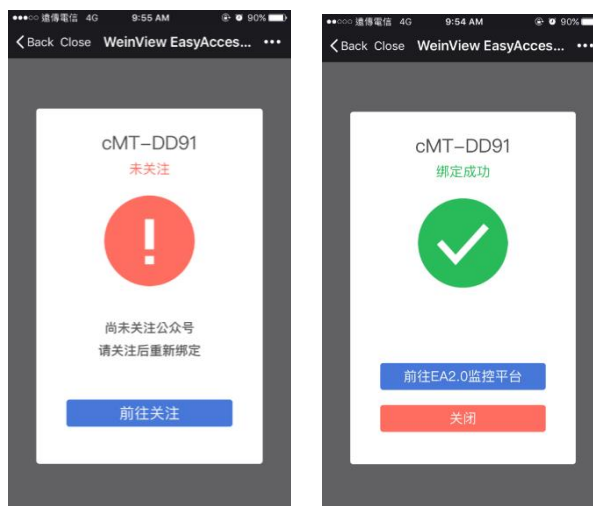 遠傳電信 4G 9:55 AM 90%
Back Close WeinView EasyAcces...
cMT-DD91
未关注
尚未关注公众号
请关注后重新绑定
前往关注
遠傳電信 4G 9:54 AM 90%
Back Close WeinView EasyAcces...
cMT-DD91
绑定成功
前往EA2.0监控平台
关闭